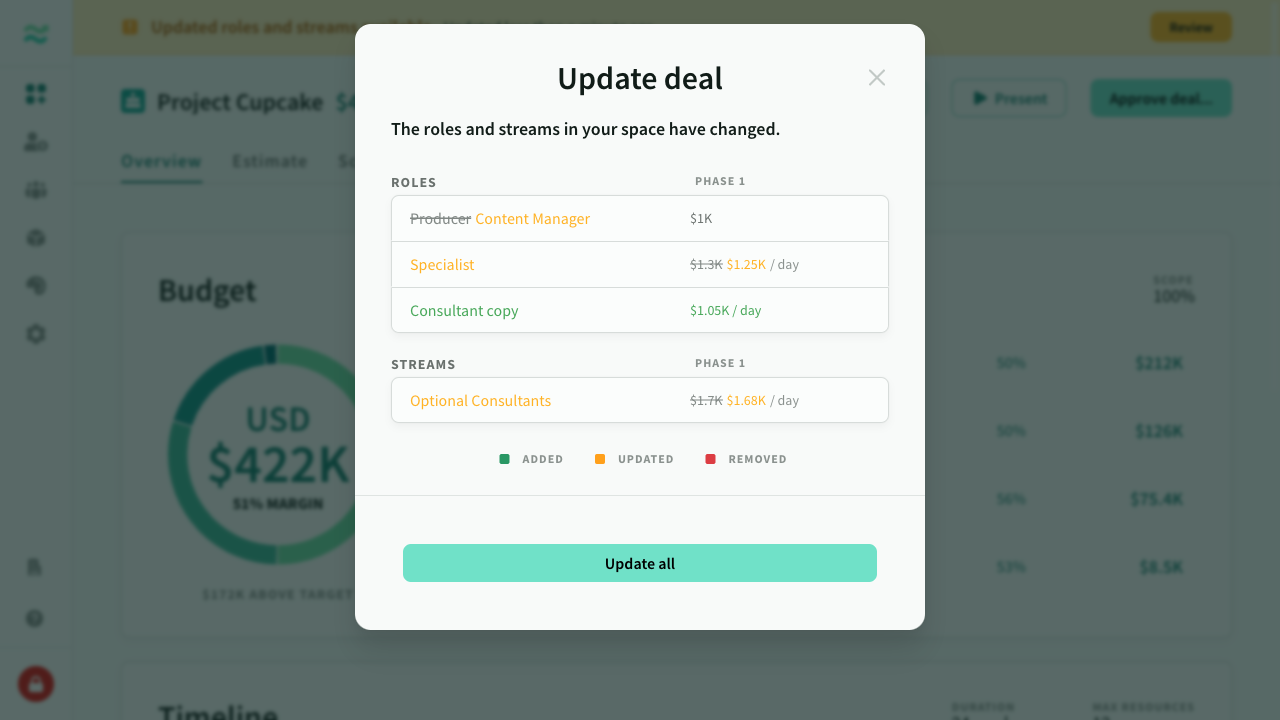 Updated roles and streams
Review
Project Cupcake $4
Present
Approve deal...
Overview Estimate Sc
Budget
SCOPE
100%
USD
$422K
51% MARGIN
$172K ABOVE TARGET
50% $212K
50% $126K
56% $75.4K
53% $8.5K
Timeline
DURATION
MAX RESOURCES
Update deal
The roles and streams in your space have changed.
ROLES PHASE 1
Producer Content Manager $1K
Specialist $1.3K $1.25K / day
Consultant copy $1.05K / day
STREAMS PHASE 1
Optional Consultants $1.7K $1.68K / day
ADDED UPDATED REMOVED
Update all